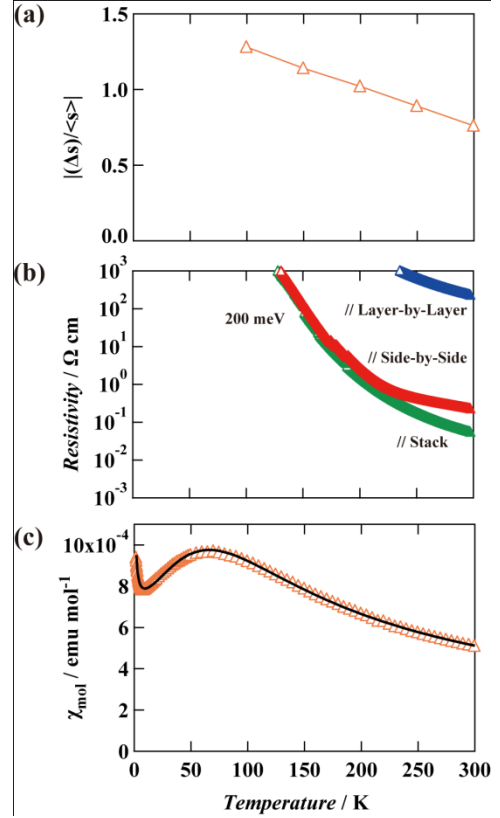 (a)
1.5
1.0
0.5
0.0
|(Δs)/<s>|
(b)
10³
10²
10¹
10⁰
10⁻¹
10⁻²
10⁻³
Resistivity / Ω cm
200 meV
// Layer-by-Layer
// Side-by-Side
// Stack
(c)
10x10⁻⁴
8
6
4
2
0
χmol / emu mol⁻¹
0 50 100 150 200 250 300
Temperature / K